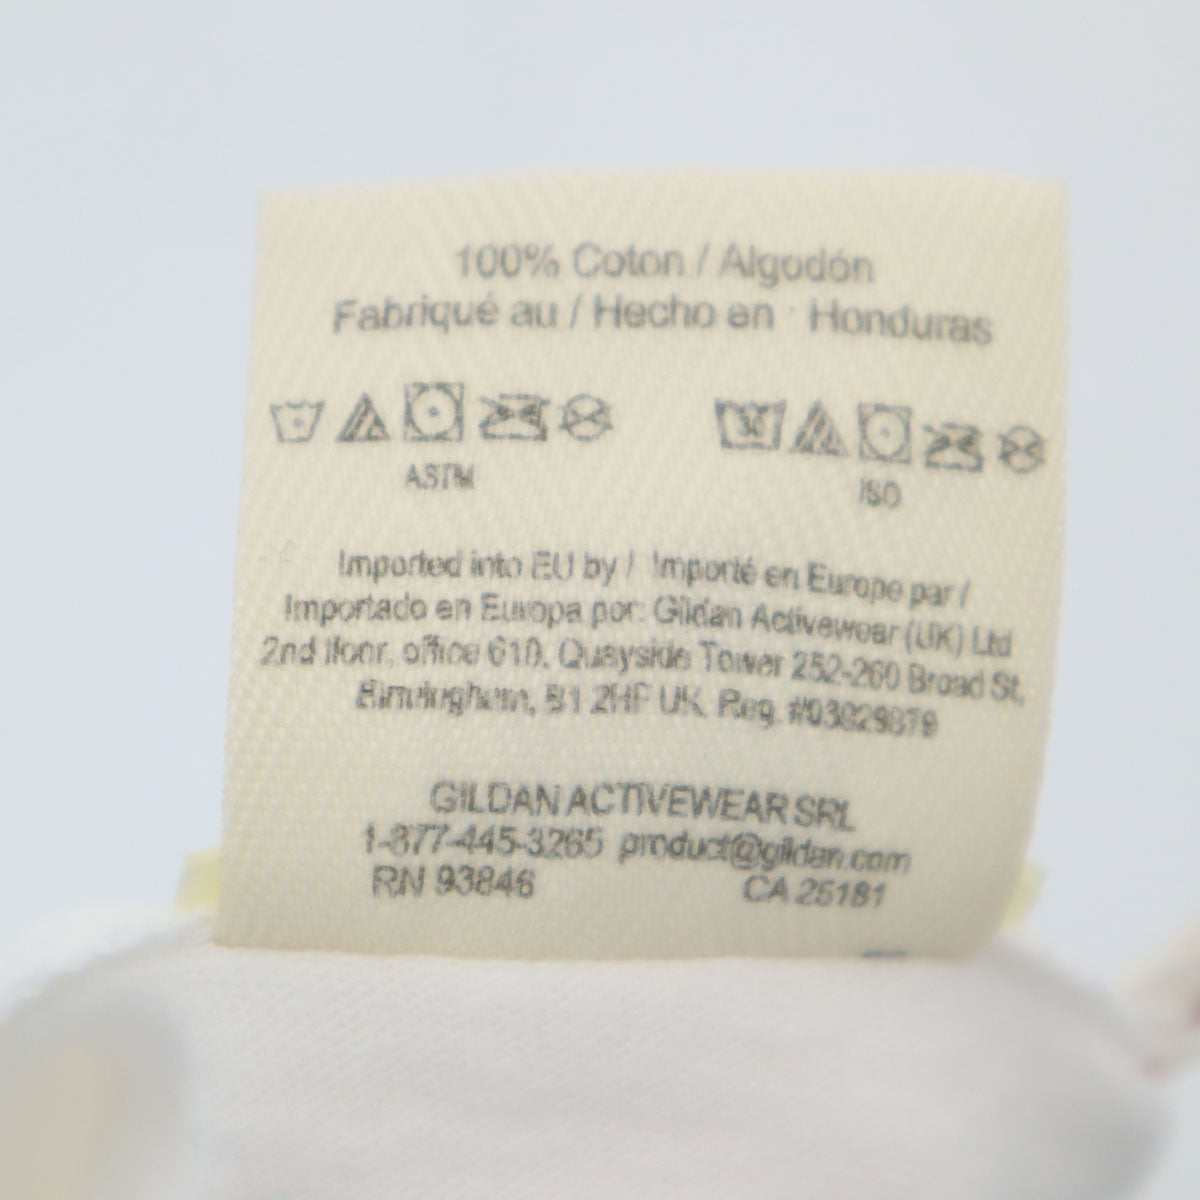 100% Coton / Algodón
Fabriqué au / Hecho en Honduras
30
ASTM
ISO
Imported into EU by / Importé en Europe par /
Importado en Europa por: Gildan Activewear (UK) Ltd
2nd floor, office 610, Quayside Tower 252-260 Broad St,
Birmingham, B1 2HF UK. Reg. #03829879
GILDAN ACTIVEWEAR SRL
1-877-445-3265 product@gildan.com
RN 93846 CA 25181